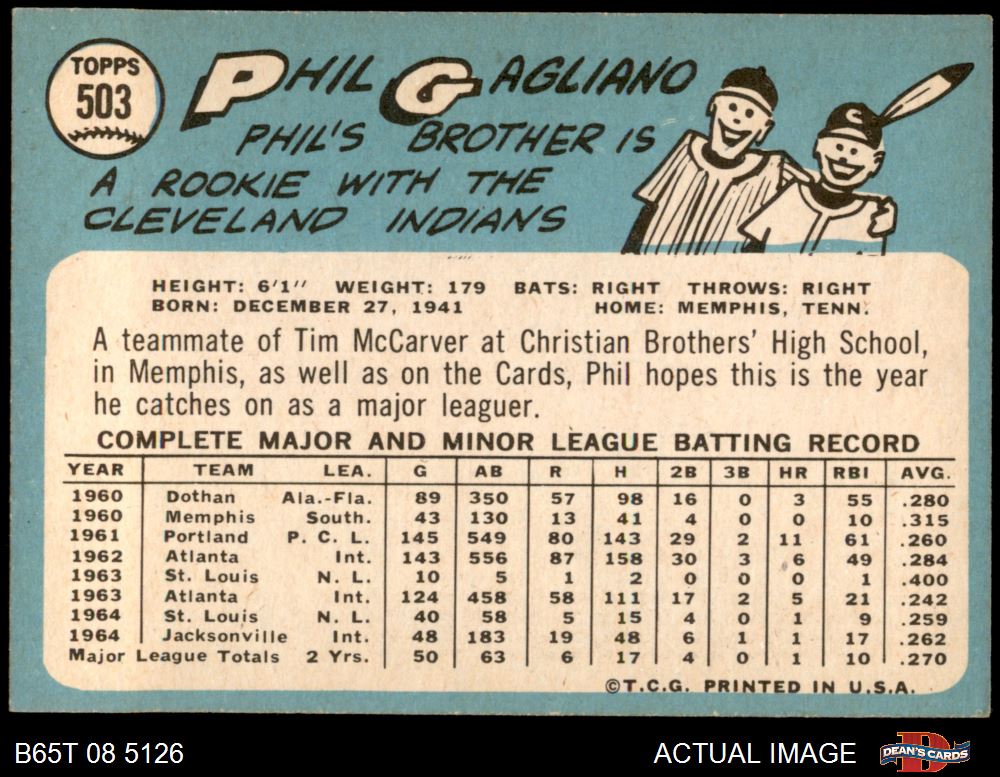 TOPPS
503
PHIL GAGLIANO
PHIL'S BROTHER IS
A ROOKIE WITH THE
CLEVELAND INDIANS
C
HEIGHT: 6'1" WEIGHT: 179 BATS: RIGHT THROWS: RIGHT
BORN: DECEMBER 27, 1941 HOME: MEMPHIS, TENN.
A teammate of Tim McCarver at Christian Brothers' High School,
in Memphis, as well as on the Cards, Phil hopes this is the year
he catches on as a major leaguer.
COMPLETE MAJOR AND MINOR LEAGUE BATTING RECORD
YEAR TEAM LEA. G AB R H 2B 3B HR RBI AVG.
1960 Dothan Ala.-Fla. 89 350 57 98 16 0 3 55 .280
1960 Memphis South. 43 130 13 41 4 0 0 10 .315
1961 Portland P. C. L. 145 549 80 143 29 2 11 61 .260
1962 Atlanta Int. 143 556 87 158 30 3 6 49 .284
1963 St. Louis N. L. 10 5 1 2 0 0 0 1 .400
1963 Atlanta Int. 124 458 58 111 17 2 5 21 .242
1964 St. Louis N. L. 40 58 5 15 4 0 1 9 .259
1964 Jacksonville Int. 48 183 19 48 6 1 1 17 .262
Major League Totals 2 Yrs. 50 63 6 17 4 0 1 10 .270
©T.C.G. PRINTED IN U.S.A.
B65T 08 5126 ACTUAL IMAGE D DEAN'S CARDS